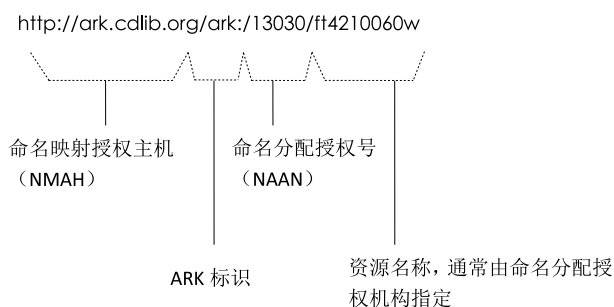 http://ark.cdlib.org/ark:/13030/ft4210060w
命名映射授权主机
（NMAH）
命名分配授权号
（NAAN）
ARK 标识
资源名称，通常由命名分配授
权机构指定